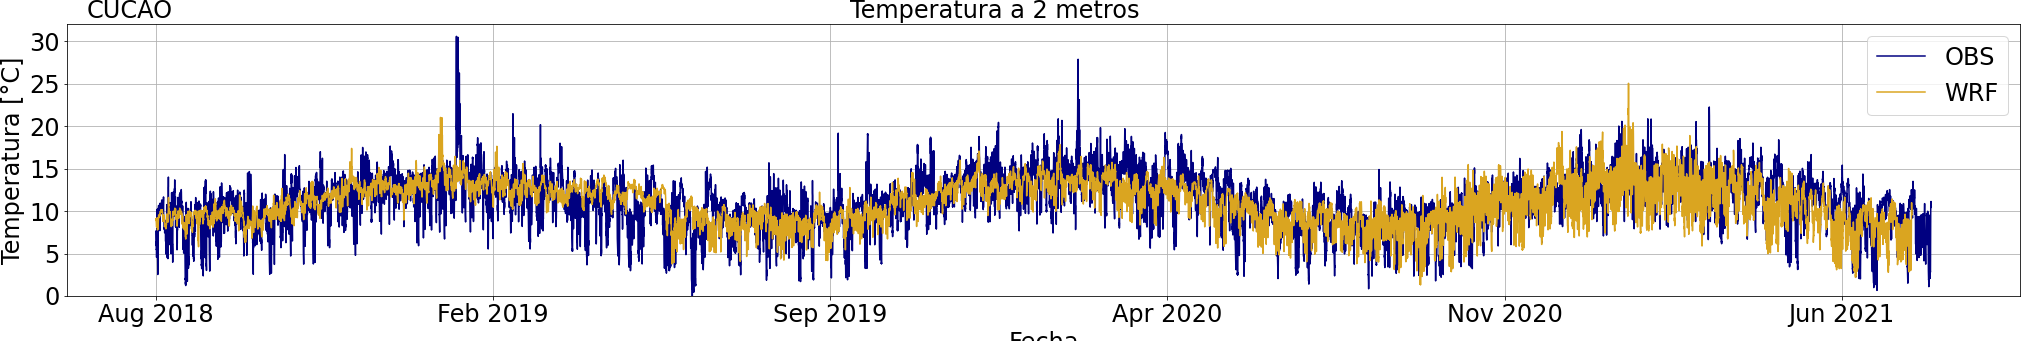 CUCAO
Temperatura a 2 metros
Temperatura [°C]
30
25
20
15
10
5
0
OBS
WRF
Aug 2018
Feb 2019
Sep 2019
Apr 2020
Nov 2020
Jun 2021
Fecha